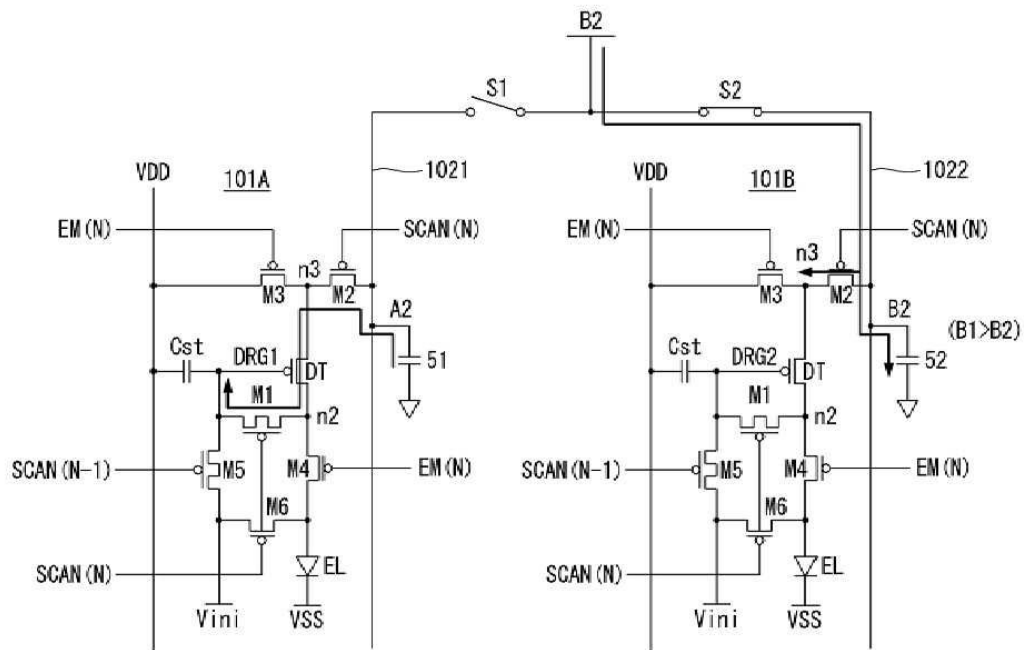 B2
S1
S2
VDD
101A
1021
VDD
101B
1022
EM(N)
SCAN(N)
EM(N)
SCAN(N)
n3
n3
M3
M2
M3
M2
A2
B2
(B1>B2)
Cst
DRG1
DT
51
Cst
DRG2
DT
52
M1
n2
M1
n2
SCAN(N-1)
M5
M4
EM(N)
SCAN(N-1)
M5
M4
EM(N)
M6
M6
SCAN(N)
EL
SCAN(N)
EL
Vini
VSS
Vini
VSS